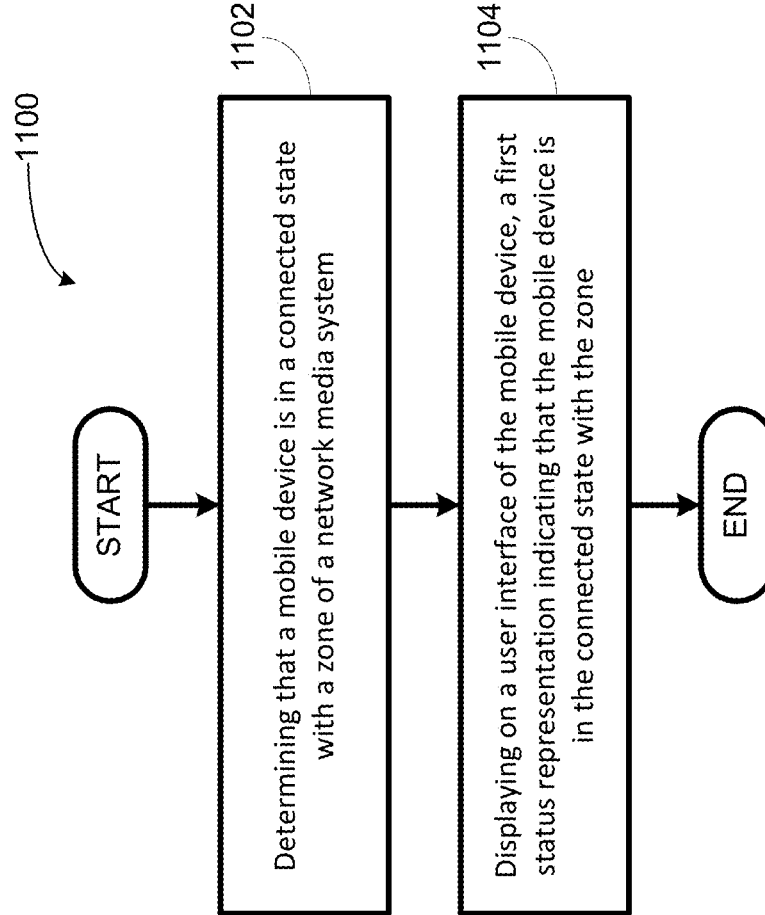 1100
START
1102
Determining that a mobile device is in a connected state
with a zone of a network media system
1104
Displaying on a user interface of the mobile device, a first
status representation indicating that the mobile device is
in the connected state with the zone
END